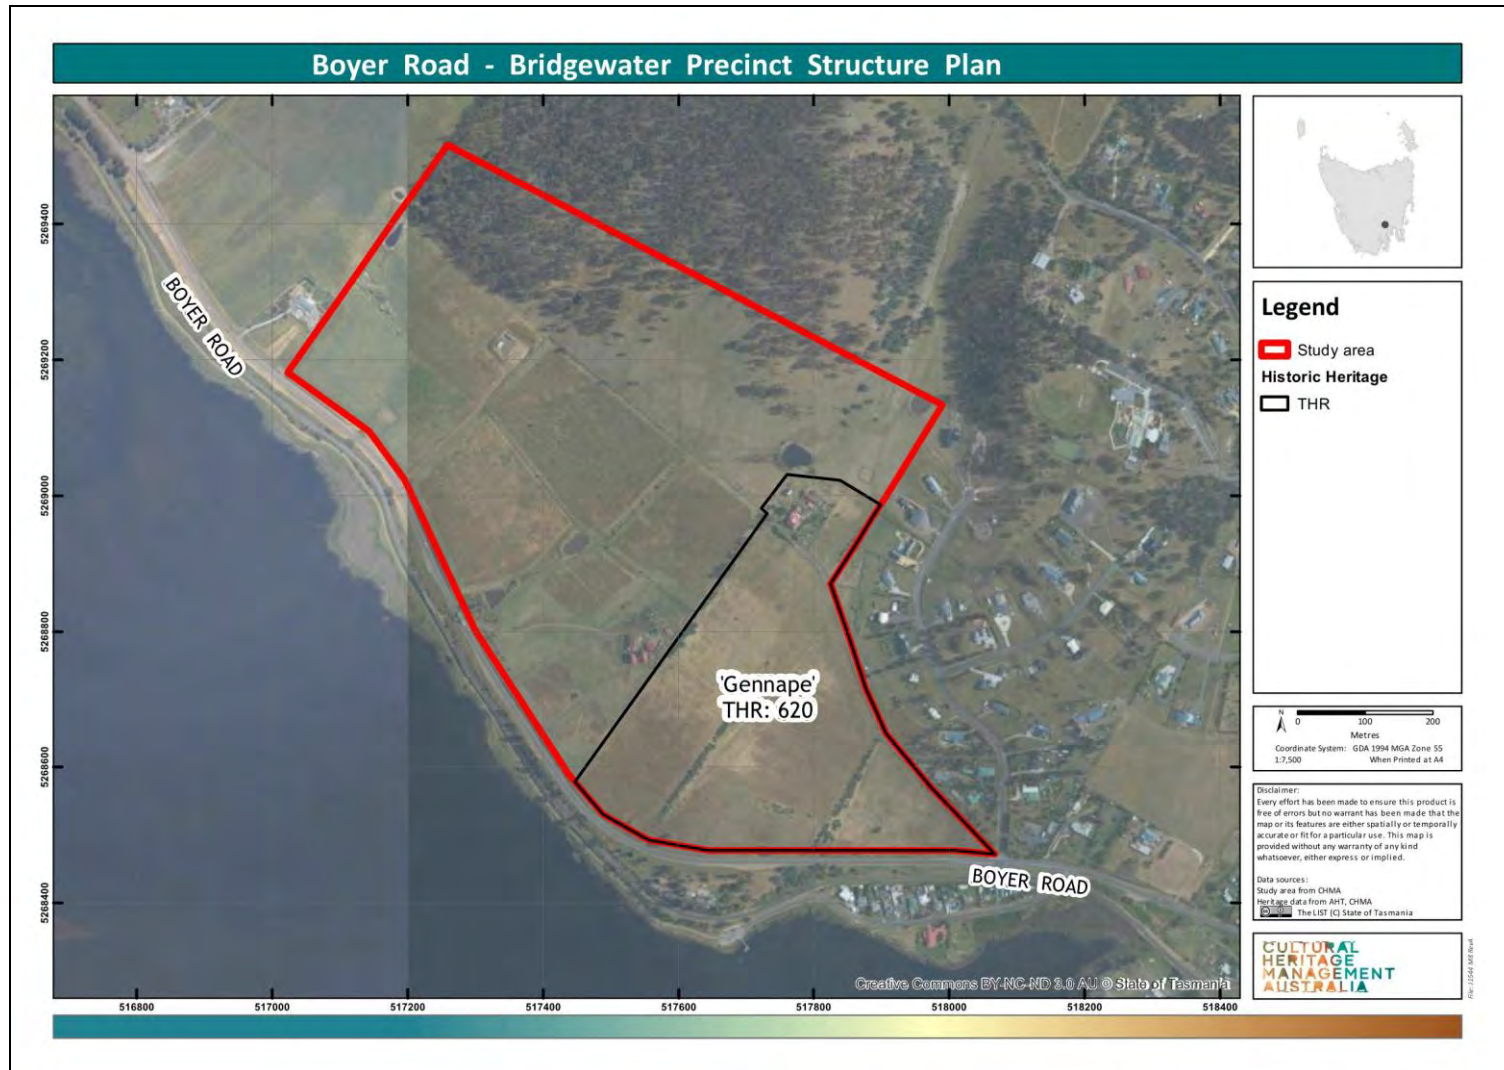 Boyer Road - Bridgewater Precinct Structure Plan
BOYER ROAD
'Gennape'
THR: 620
BOYER ROAD
Creative Commons BY-NC-ND 3.0 AU © State of Tasmania
5269400
5269200
5269000
5268800
5268600
5268400
516800
517000
517200
517400
517600
517800
518000
518200
518400
Legend
Study area
Historic Heritage
THR
N
0 100 200
Metres
Coordinate System: GDA 1994 MGA Zone 55
1:7,500 When Printed at A4
Disclaimer:
Every effort has been made to ensure this product is
free of errors but no warrant has been made that the
map or its features are either spatially or temporally
accurate or fit for a particular use. This map is
provided without any warranty of any kind
whatsoever, either express or implied.
Data sources:
Study area from CHMA
Heritage data from AHT, CHMA
The LIST (C) State of Tasmania
CULTURAL
HERITAGE
MANAGEMENT
AUSTRALIA